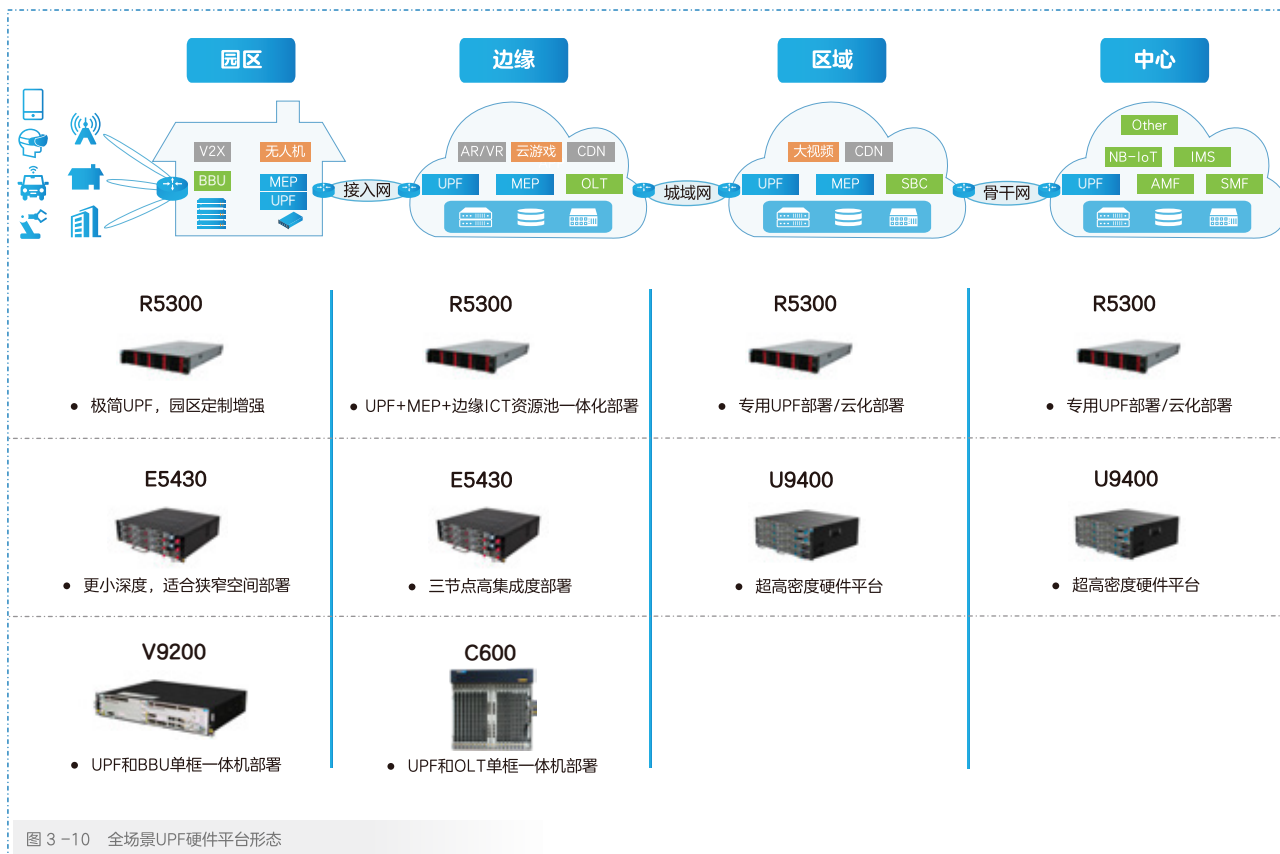 园区
边缘
区域
中心
V2X
无人机
BBU
MEP
UPF
接入网
AR/VR
云游戏
CDN
UPF
MEP
OLT
城域网
大视频
CDN
UPF
MEP
SBC
骨干网
Other
NB-IoT
IMS
UPF
AMF
SMF
R5300
R5300
R5300
R5300
● 极简UPF，园区定制增强
● UPF+MEP+边缘ICT资源池一体化部署
● 专用UPF部署/云化部署
● 专用UPF部署/云化部署
E5430
E5430
U9400
U9400
● 更小深度，适合狭窄空间部署
● 三节点高集成度部署
● 超高密度硬件平台
● 超高密度硬件平台
V9200
C600
● UPF和BBU单框一体机部署
● UPF和OLT单框一体机部署
图 3 -10 全场景UPF硬件平台形态